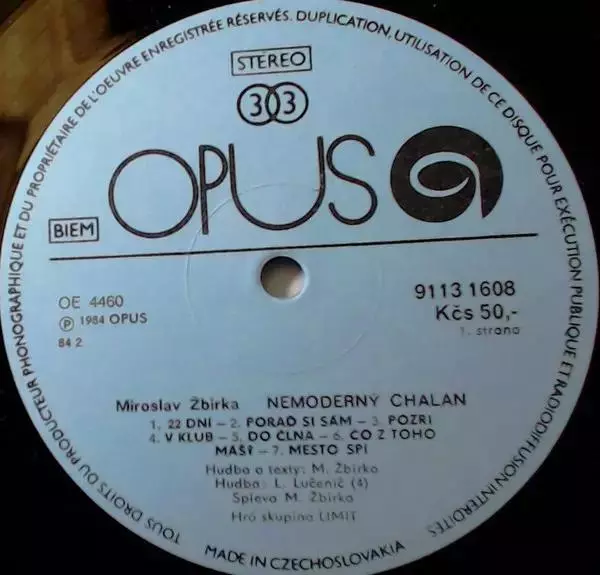 TOUS DROITS DU PRODUCTEUR PHONOGRAPHIQUE ET DU PROPRIÉTAIRE DE L'OEUVRE ENREGISTRÉE RÉSERVÉS. DUPLICATION, UTILISATION DE CE DISQUE POUR EXÉCUTION PUBLIQUE ET RADIODIFFUSION INTERDITES
STEREO
33
OPUS
BIEM
OE 4460
℗ 1984 OPUS
84 2
9113 1608
Kčs 50,-
1. strana
Miroslav Žbirka NEMODERNÝ CHALAN
1. 22 DNÍ – 2. PORAĎ SI SÁM – 3. POZRI
4. V KLUB – 5. DO ČLNA – 6. ČO Z TOHO
MÁŠ? – 7. MESTO SPÍ
Hudba a texty: M. Žbirka
Hudba: L. Lučenič (4)
Spieva M. Žbirka
Hrá skupina LIMIT
MADE IN CZECHOSLOVAKIA